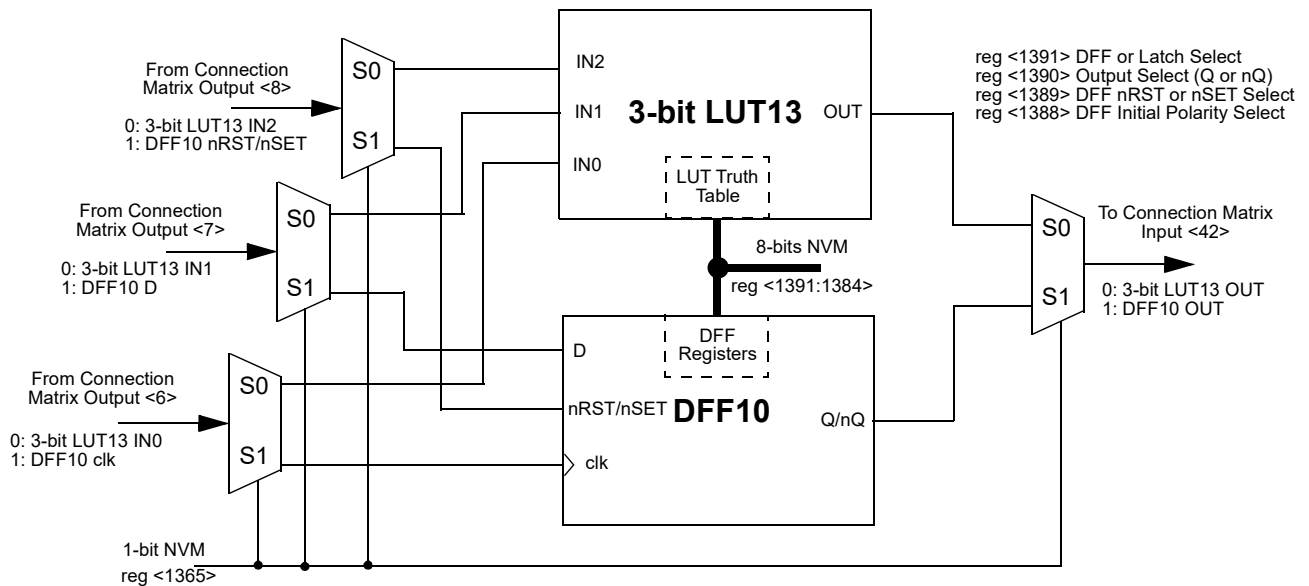 From Connection
Matrix Output <8>
0: 3-bit LUT13 IN2
1: DFF10 nRST/nSET
S0
S1
From Connection
Matrix Output <7>
0: 3-bit LUT13 IN1
1: DFF10 D
S0
S1
From Connection
Matrix Output <6>
0: 3-bit LUT13 IN0
1: DFF10 clk
S0
S1
1-bit NVM
reg <1365>
IN2
IN1
IN0
3-bit LUT13
OUT
LUT Truth
Table
8-bits NVM
reg <1391:1384>
DFF
Registers
D
nRST/nSET
clk
DFF10
Q/nQ
reg <1391> DFF or Latch Select
reg <1390> Output Select (Q or nQ)
reg <1389> DFF nRST or nSET Select
reg <1388> DFF Initial Polarity Select
S0
S1
To Connection Matrix
Input <42>
0: 3-bit LUT13 OUT
1: DFF10 OUT